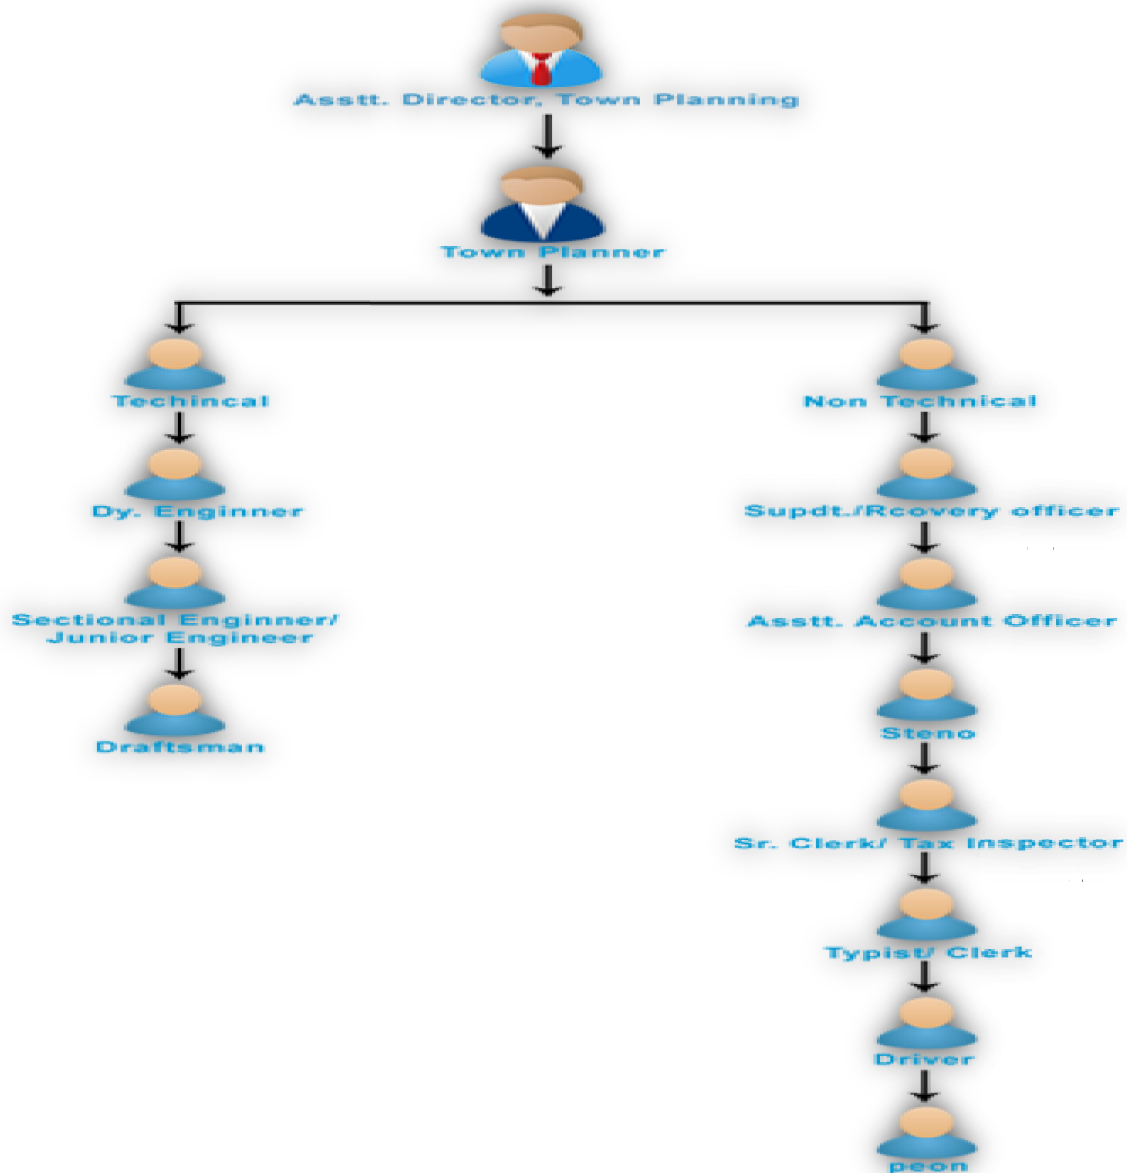 Asstt. Director, Town Planning
Town Planner
Techincal
Non Technical
Dy. Enginner
Supdt./Rcovery officer
Sectional Enginner/
Junior Engineer
Asstt. Account Officer
Draftsman
Steno
Sr. Clerk/ Tax Inspector
Typist/ Clerk
Driver
peon